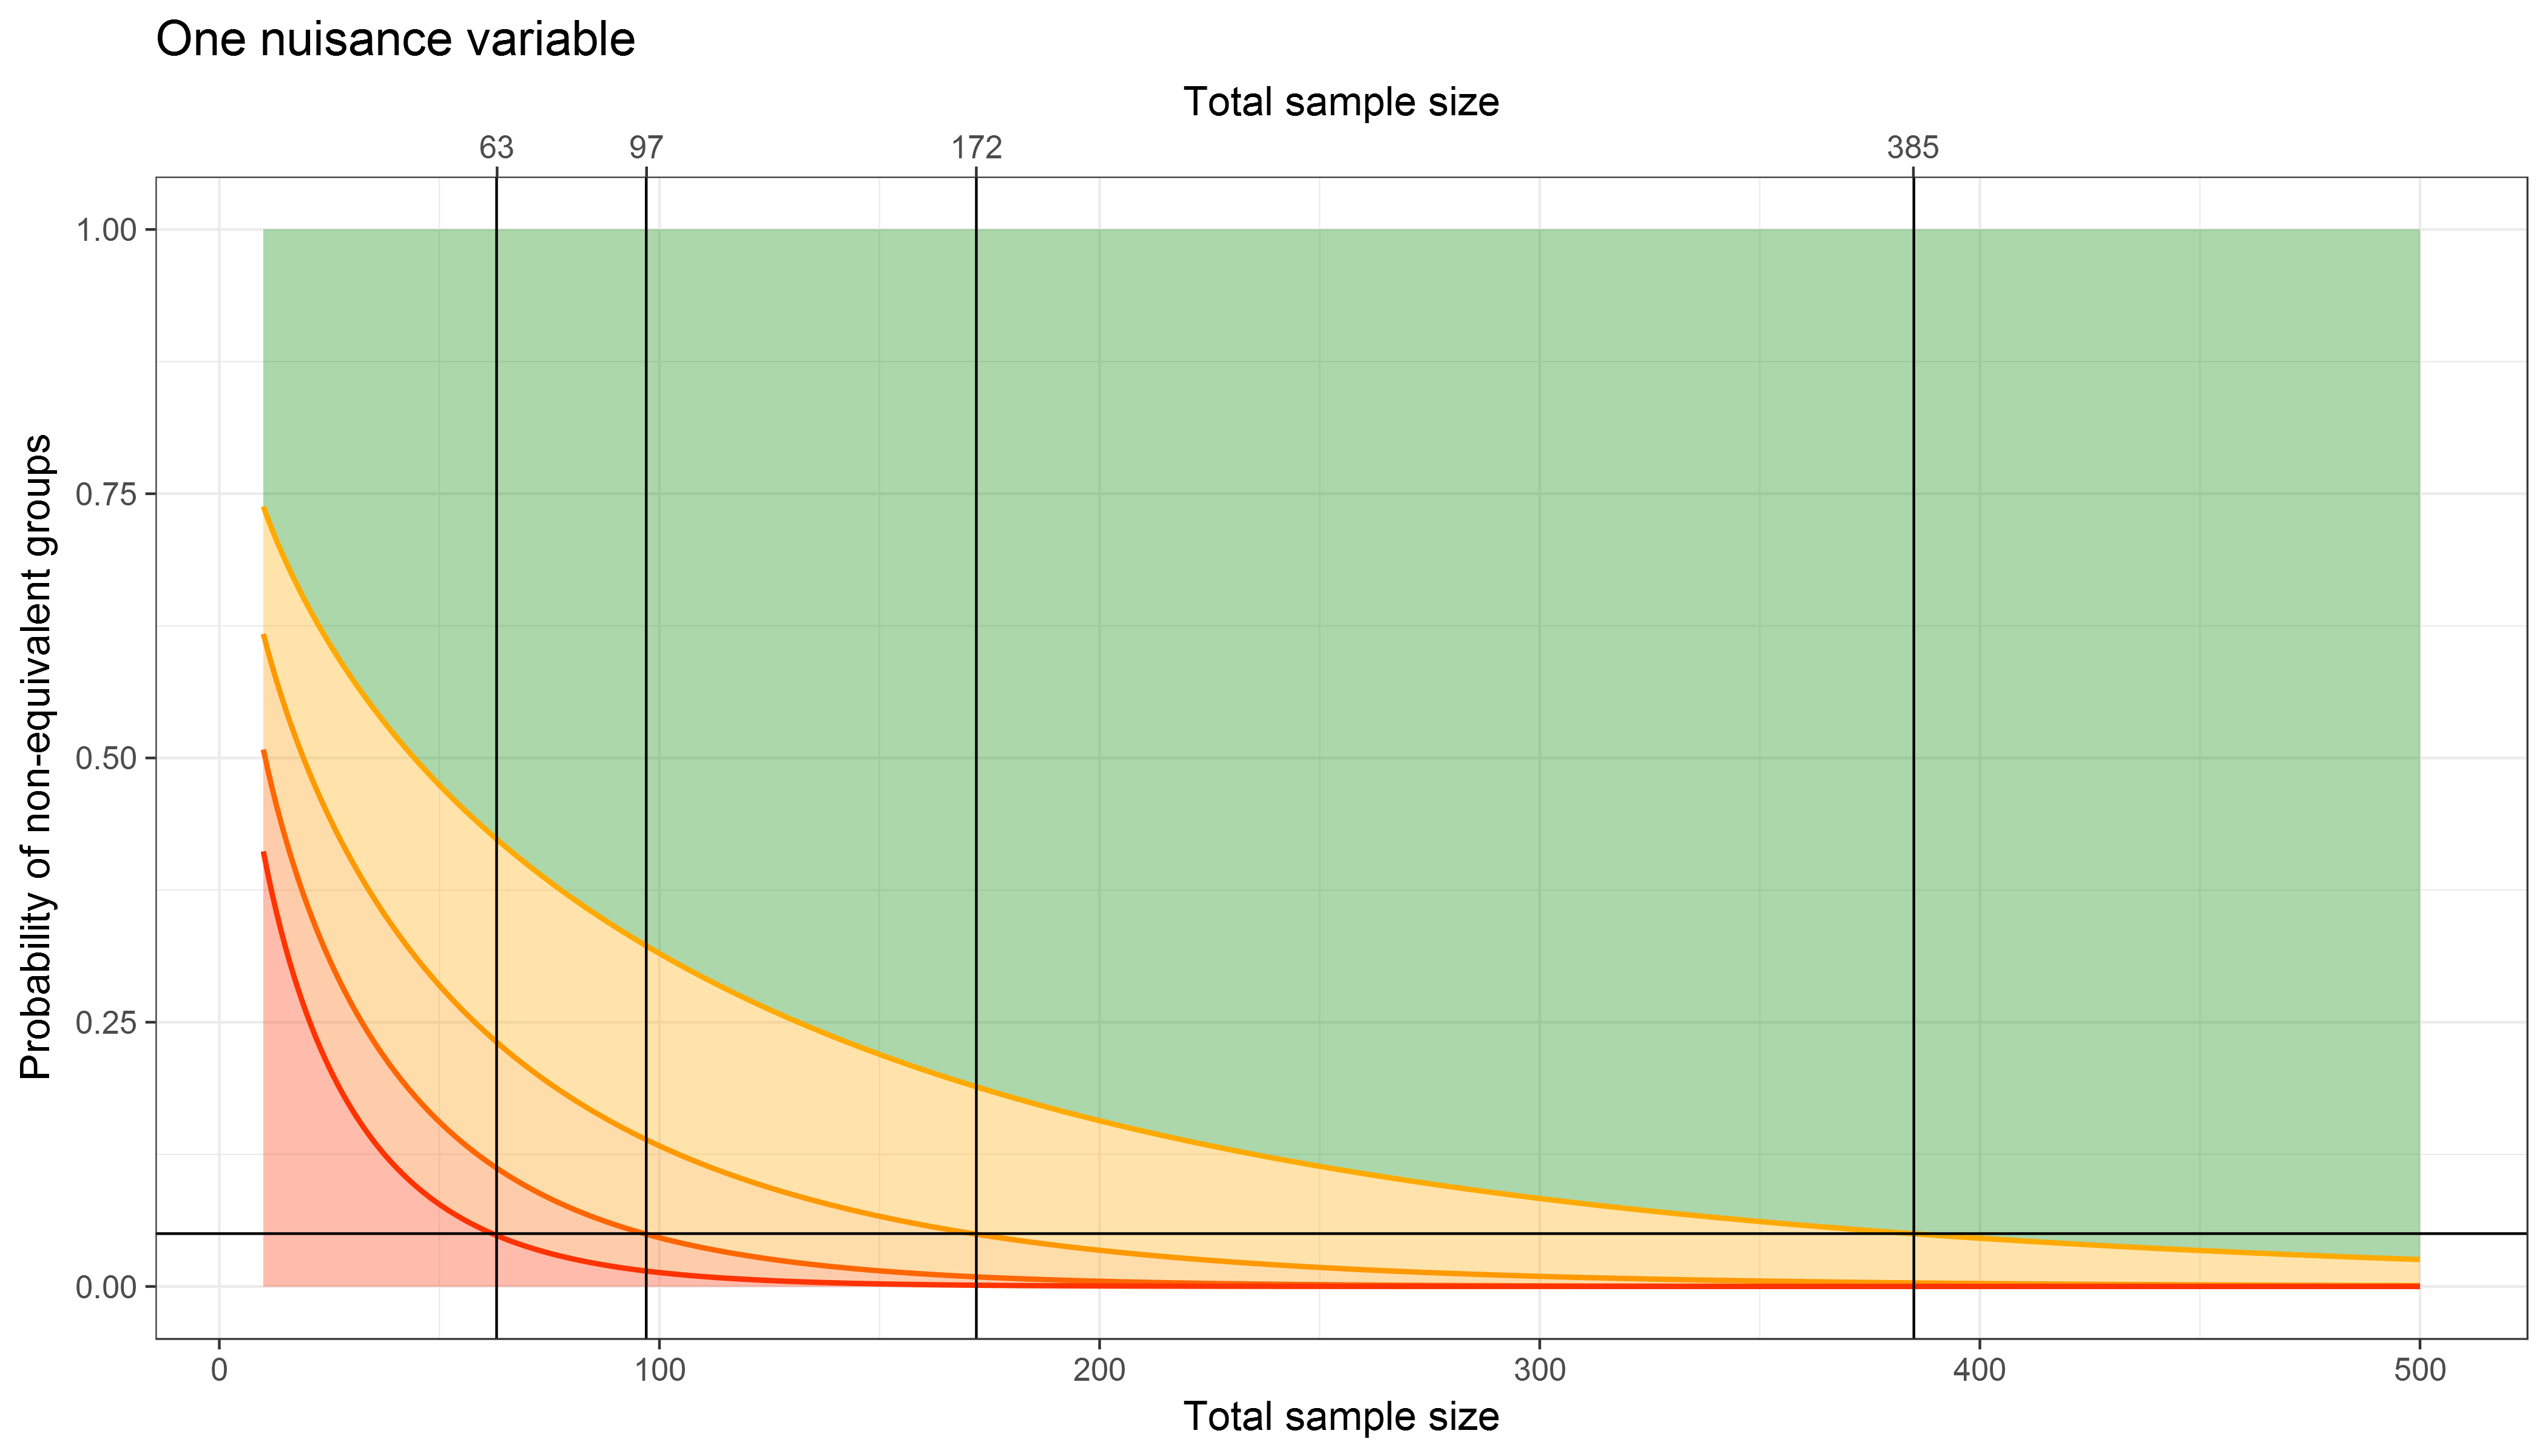 One nuisance variable
Total sample size
63 97 172 385
Probability of non-equivalent groups
1.00
0.75
0.50
0.25
0.00
0 100 200 300 400 500
Total sample size